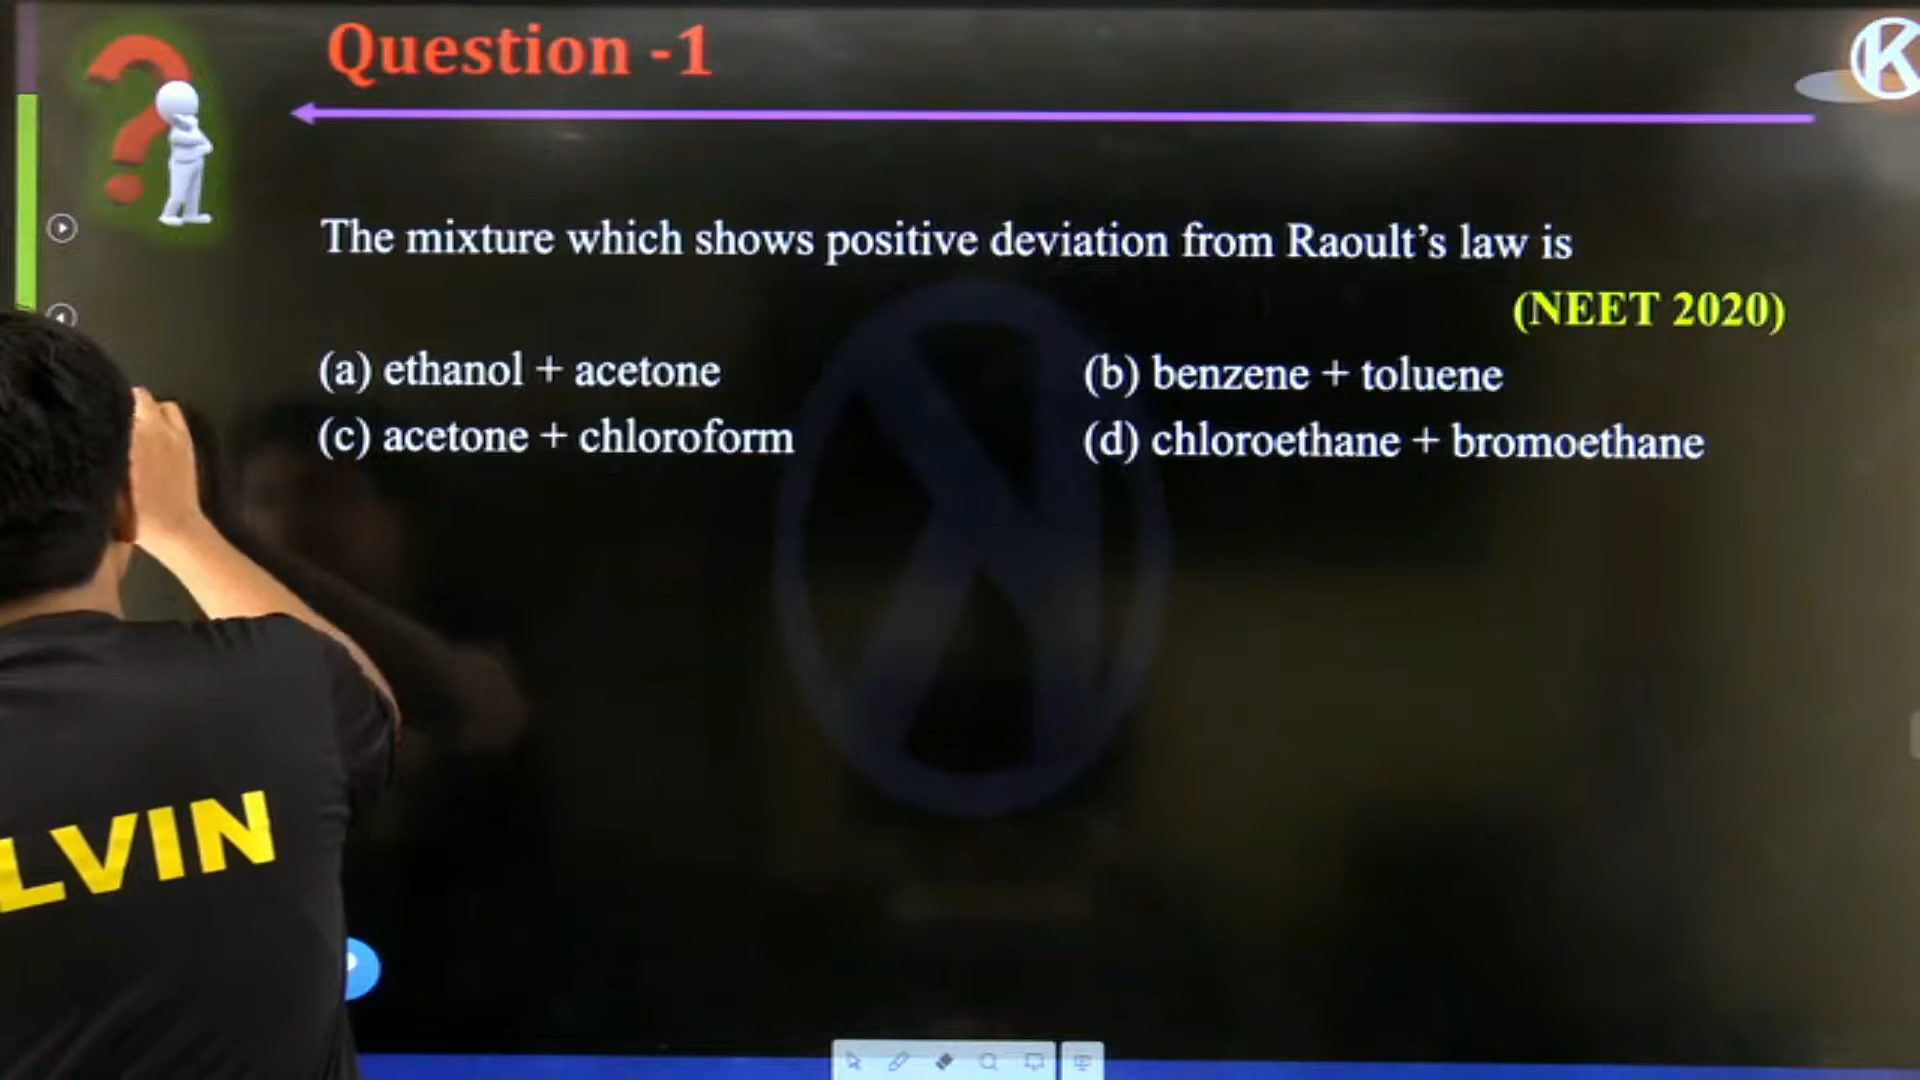 Question -1
K
The mixture which shows positive deviation from Raoult’s law is
(NEET 2020)
(a) ethanol + acetone
(b) benzene + toluene
(c) acetone + chloroform
(d) chloroethane + bromoethane
LVIN